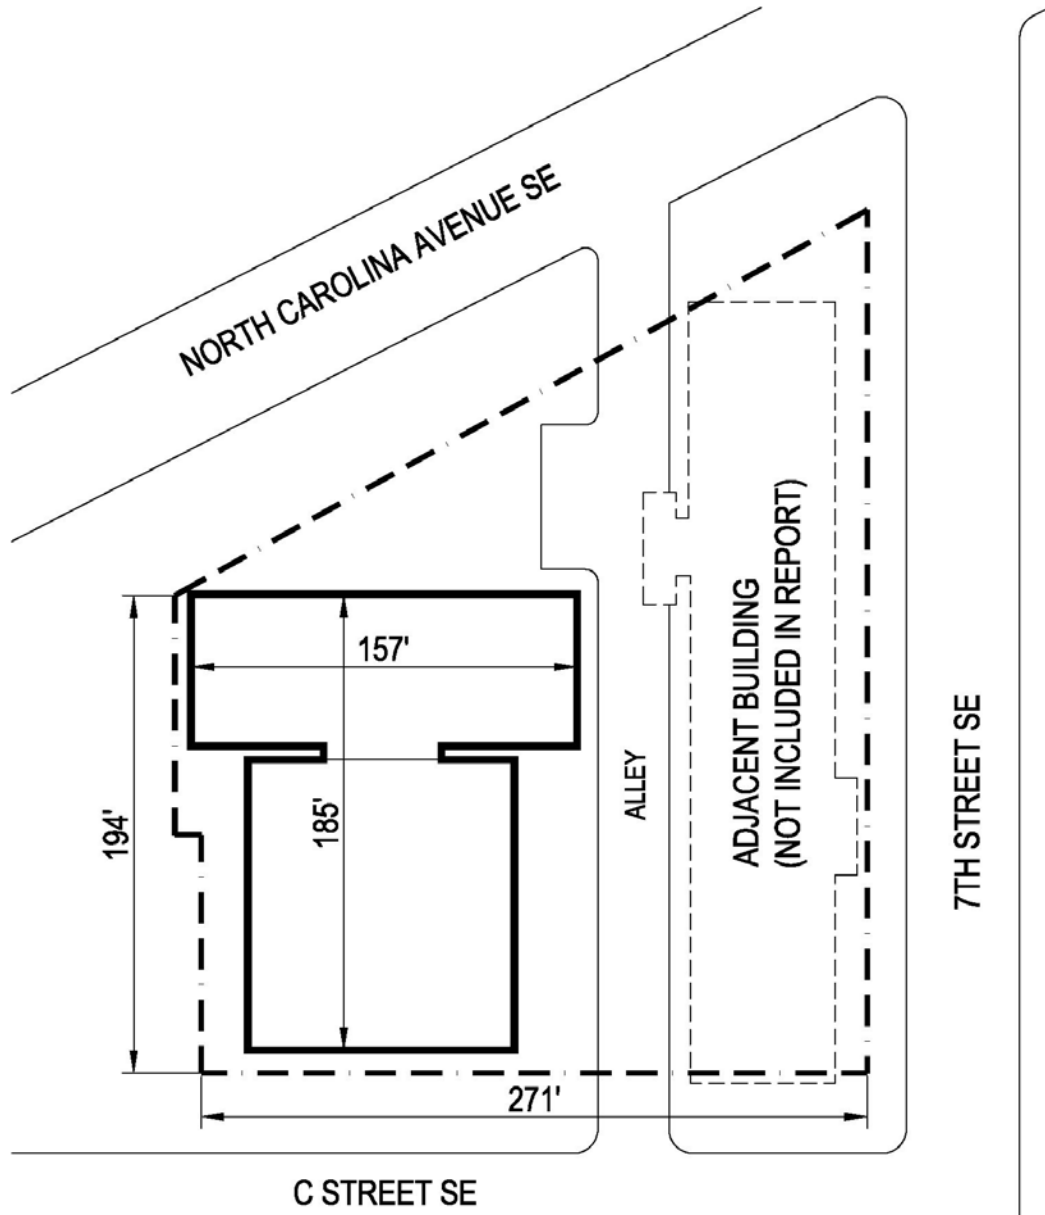 NORTH CAROLINA AVENUE SE
157'
185'
194'
ALLEY
ADJACENT BUILDING
(NOT INCLUDED IN REPORT)
7TH STREET SE
271'
C STREET SE